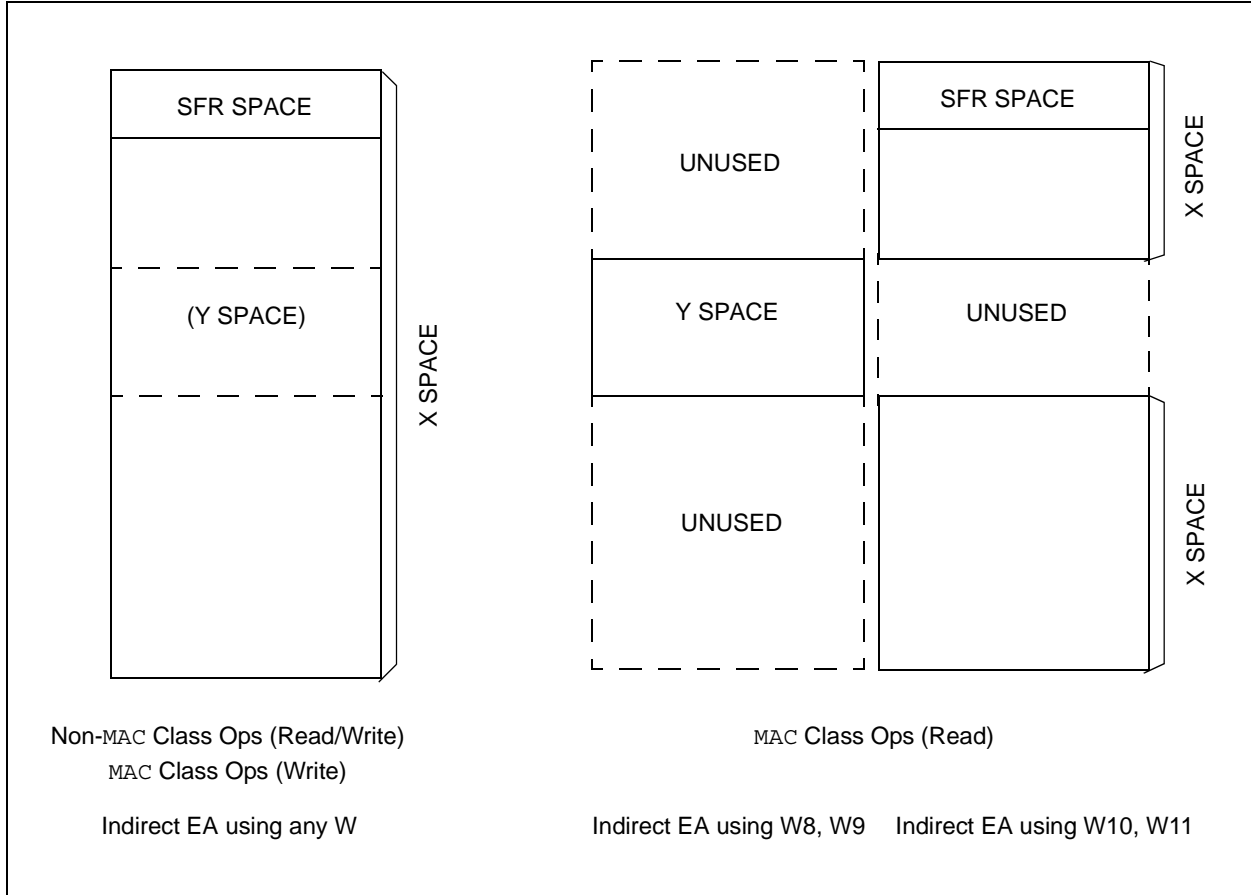 SFR SPACE
(Y SPACE)
X SPACE
UNUSED
Y SPACE
UNUSED
SFR SPACE
X SPACE
UNUSED
X SPACE
Non-MAC Class Ops (Read/Write)
MAC Class Ops (Write)
MAC Class Ops (Read)
Indirect EA using any W
Indirect EA using W8, W9
Indirect EA using W10, W11